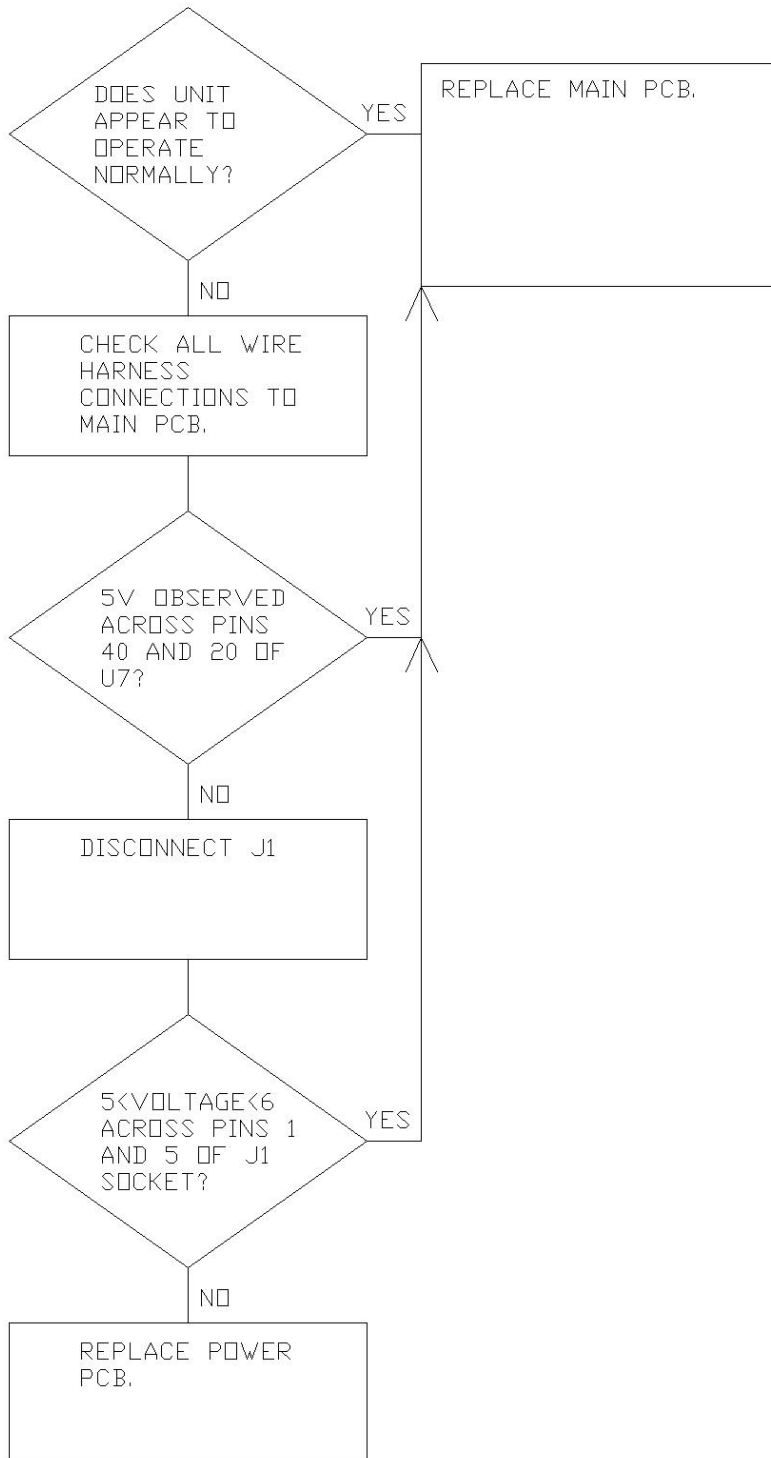 DOES UNIT
APPEAR TO
OPERATE
NORMALLY?
YES
REPLACE MAIN PCB.
NO
CHECK ALL WIRE
HARNESS
CONNECTIONS TO
MAIN PCB.
5V OBSERVED
ACROSS PINS
40 AND 20 OF
U7?
YES
NO
DISCONNECT J1
5<VOLTAGE<6
ACROSS PINS 1
AND 5 OF J1
SOCKET?
YES
NO
REPLACE POWER
PCB.